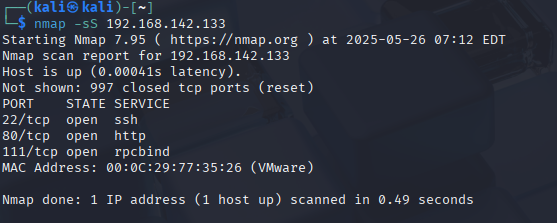 ┌──(kali㉿kali)-[~]
└─$ nmap -sS 192.168.142.133
Starting Nmap 7.95 ( https://nmap.org ) at 2025-05-26 07:12 EDT
Nmap scan report for 192.168.142.133
Host is up (0.00041s latency).
Not shown: 997 closed tcp ports (reset)
PORT    STATE SERVICE
22/tcp  open  ssh
80/tcp  open  http
111/tcp open  rpcbind
MAC Address: 00:0C:29:77:35:26 (VMware)
Nmap done: 1 IP address (1 host up) scanned in 0.49 seconds